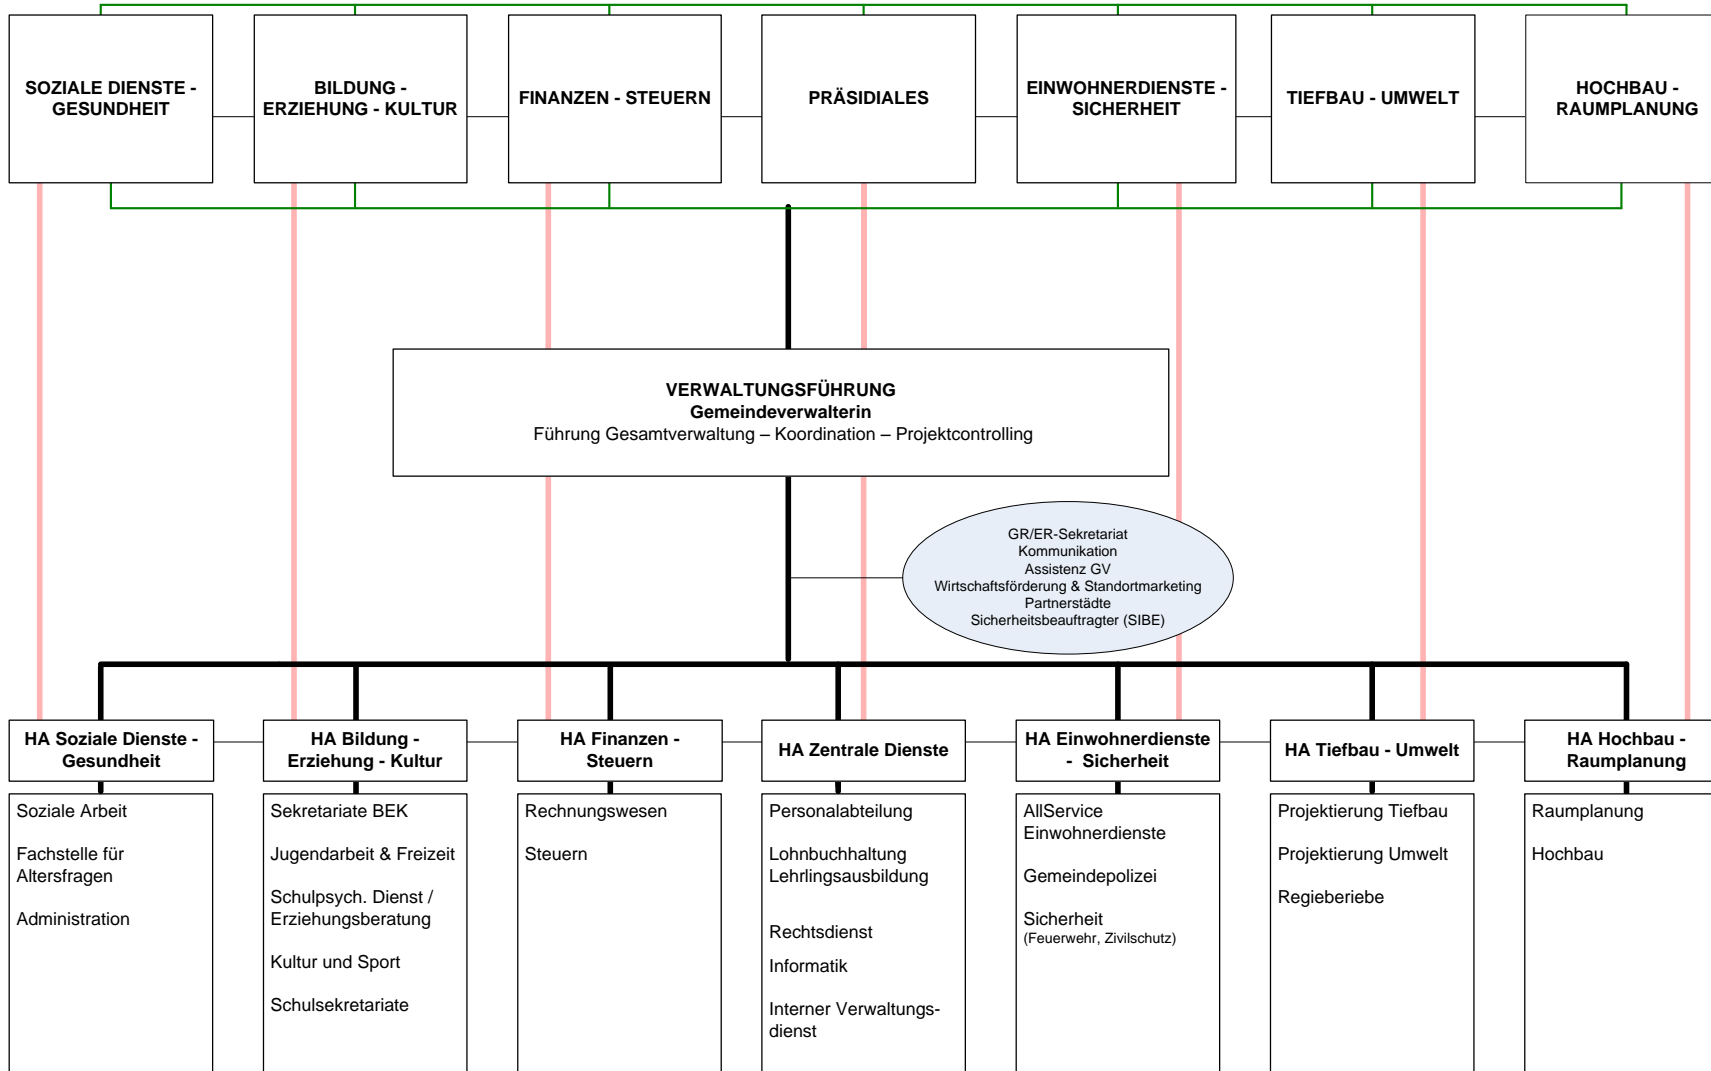 SOZIALE DIENSTE -
GESUNDHEIT
BILDUNG -
ERZIEHUNG - KULTUR
FINANZEN - STEUERN
PRÄSIDIALES
EINWOHNERDIENSTE -
SICHERHEIT
TIEFBAU - UMWELT
HOCHBAU -
RAUMPLANUNG
VERWALTUNGSFÜHRUNG
Gemeindeverwalterin
Führung Gesamtverwaltung – Koordination – Projektcontrolling
GR/ER-Sekretariat
Kommunikation
Assistenz GV
Wirtschaftsförderung & Standortmarketing
Partnerstädte
Sicherheitsbeauftragter (SIBE)
HA Soziale Dienste -
Gesundheit
HA Bildung -
Erziehung - Kultur
HA Finanzen -
Steuern
HA Zentrale Dienste
HA Einwohnerdienste
- Sicherheit
HA Tiefbau - Umwelt
HA Hochbau -
Raumplanung
Soziale Arbeit
Fachstelle für
Altersfragen
Administration
Sekretariate BEK
Jugendarbeit & Freizeit
Schulpsych. Dienst /
Erziehungsberatung
Kultur und Sport
Schulsekretariate
Rechnungswesen
Steuern
Personalabteilung
Lohnbuchhaltung
Lehrlingsausbildung
Rechtsdienst
Informatik
Interner Verwaltungs-
dienst
AllService
Einwohnerdienste
Gemeindepolizei
Sicherheit
(Feuerwehr, Zivilschutz)
Projektierung Tiefbau
Projektierung Umwelt
Regieberiebe
Raumplanung
Hochbau